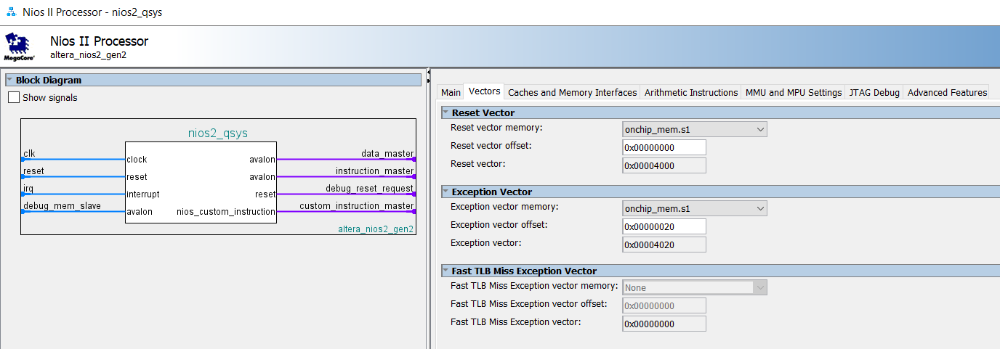 Nios II Processor - nios2_qsys
Nios II Processor
altera_nios2_gen2
MegaCore®
Block Diagram
Show signals
nios2_qsys
clk
clock
avalon
data_master
reset
reset
avalon
instruction_master
irq
interrupt
reset
debug_reset_request
debug_mem_slave
avalon
nios_custom_instruction
custom_instruction_master
altera_nios2_gen2
Main Vectors Caches and Memory Interfaces Arithmetic Instructions MMU and MPU Settings JTAG Debug Advanced Features
Reset Vector
Reset vector memory: onchip_mem.s1
Reset vector offset: 0x00000000
Reset vector: 0x00004000
Exception Vector
Exception vector memory: onchip_mem.s1
Exception vector offset: 0x00000020
Exception vector: 0x00004020
Fast TLB Miss Exception Vector
Fast TLB Miss Exception vector memory: None
Fast TLB Miss Exception vector offset: 0x00000000
Fast TLB Miss Exception vector: 0x00000000